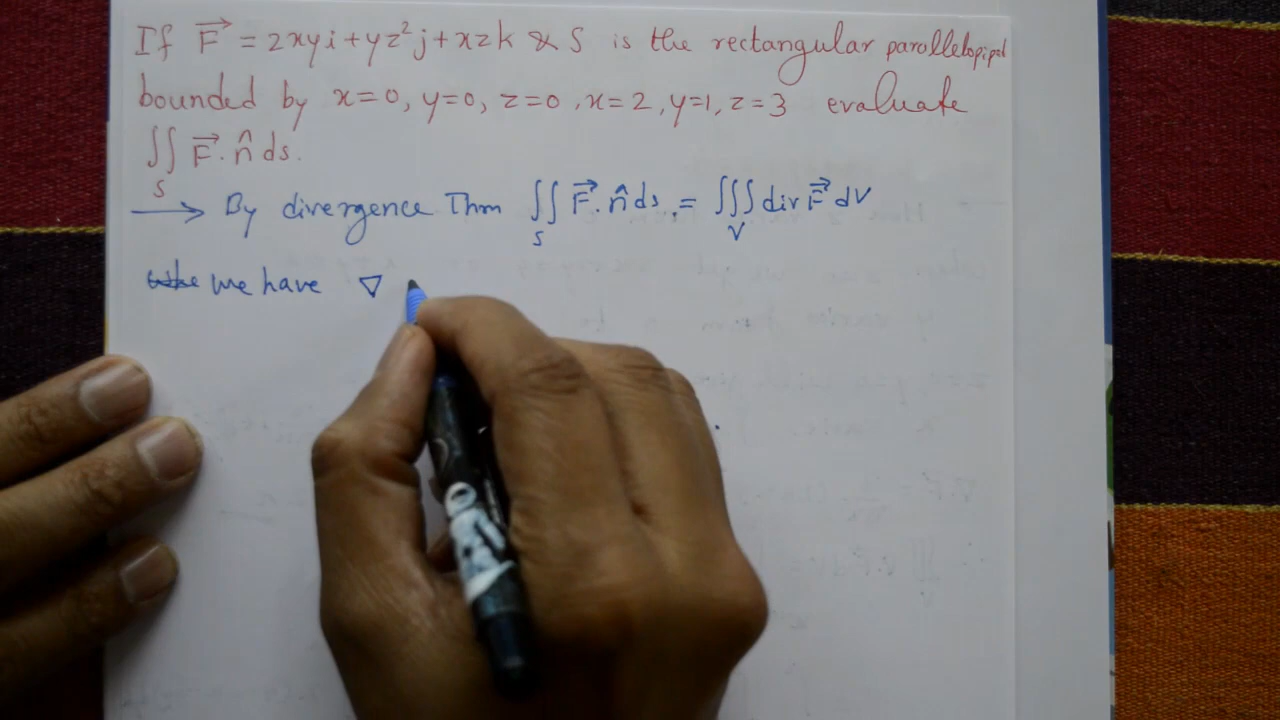 If F⃗ = 2xyi + yz²j + xzk & S is the rectangular parallelopiped
bounded by x=0, y=0, z=0, x=2, y=1, z=3 evaluate
∬ₛ F⃗ . n̂ ds.
→ By divergence Thm ∬ₛ F⃗ . n̂ ds = ∭ᵥ div F⃗ dV
we have ∇